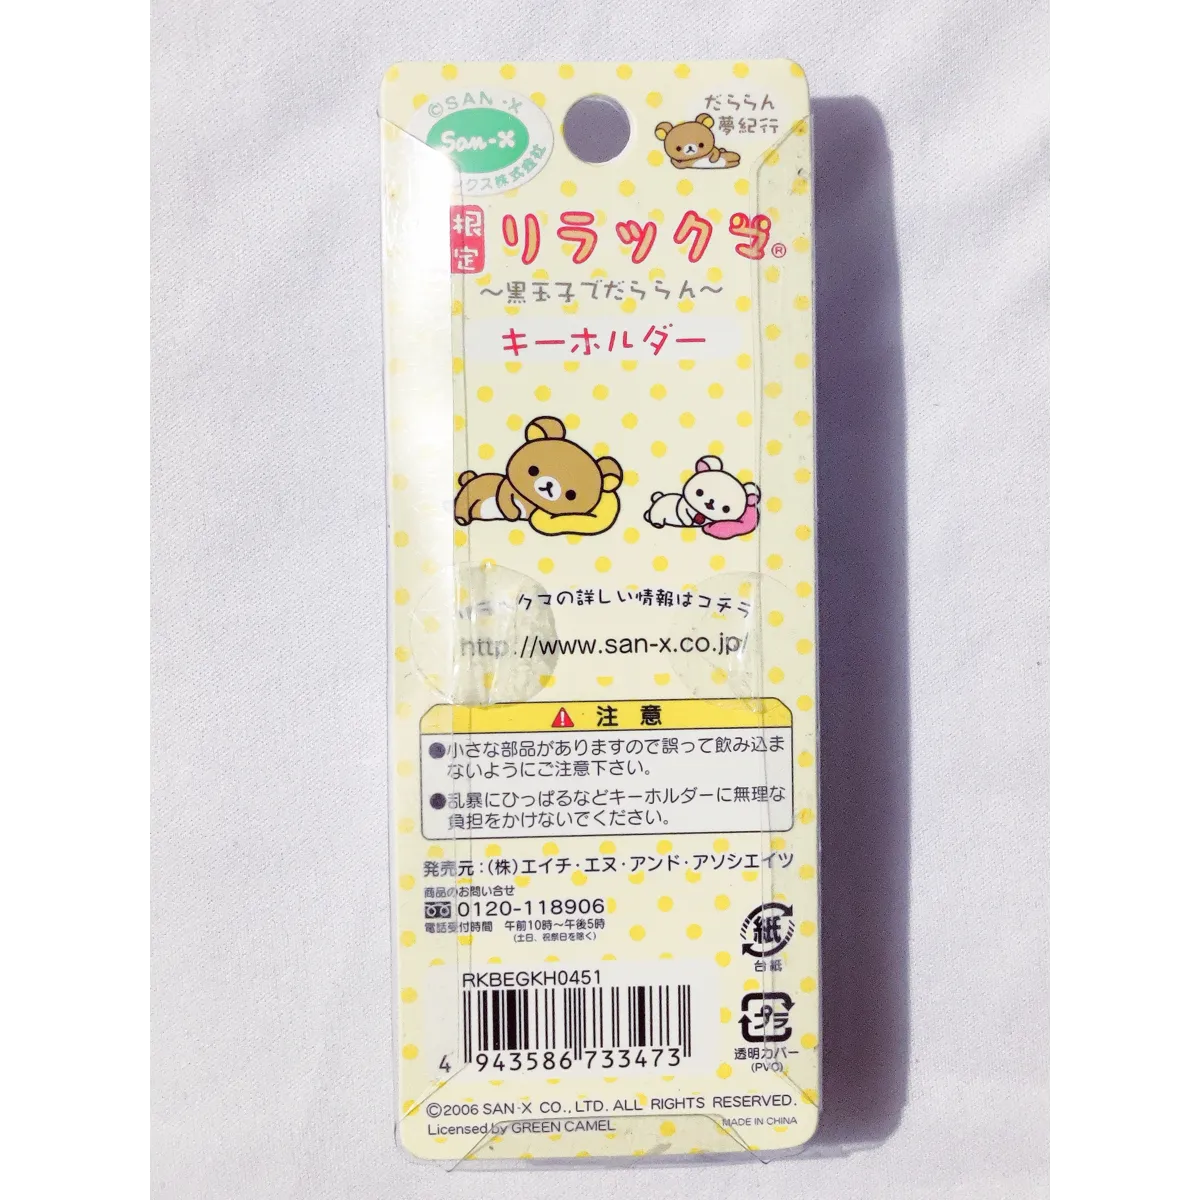 ©SAN-X
San-X
クス株式会社
だららん
夢紀行
限定
リラックマ®
～黒玉子でだららん～
キーホルダー
クマの詳しい情報はコチラ
http://www.san-x.co.jp/
注意
●小さな部品がありますので誤って飲み込ま
ないようにご注意下さい。
●乱暴にひっぱるなどキーホルダーに無理な
負担をかけないでください。
発売元：(株)エイチ・エヌ・アンド・アソシエイツ
商品のお問い合せ
0120-118906
電話受付時間 午前10時～午後5時
(土日、祝祭日を除く)
紙
台紙
RKBEGKH0451
4 943586 733473
プラ
透明カバー
(PVC)
©2006 SAN-X CO., LTD. ALL RIGHTS RESERVED.
Licensed by GREEN CAMEL
MADE IN CHINA